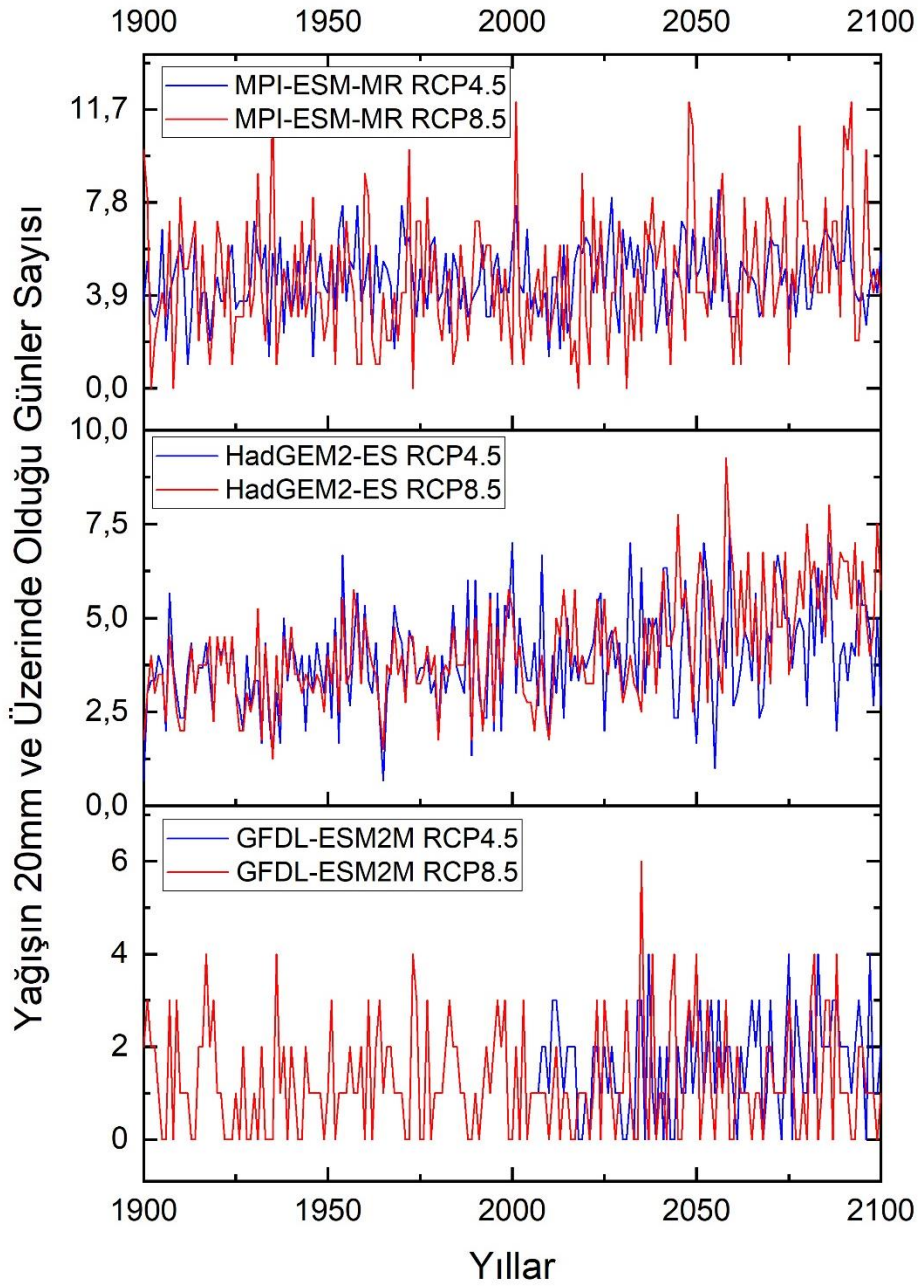 1900 1950 2000 2050 2100
Yağışın 20mm ve Üzerinde Olduğu Günler Sayısı
MPI-ESM-MR RCP4.5
MPI-ESM-MR RCP8.5
11,7
7,8
3,9
0,0
10,0
HadGEM2-ES RCP4.5
HadGEM2-ES RCP8.5
7,5
5,0
2,5
0,0
GFDL-ESM2M RCP4.5
GFDL-ESM2M RCP8.5
6
4
2
0
1900 1950 2000 2050 2100
Yıllar